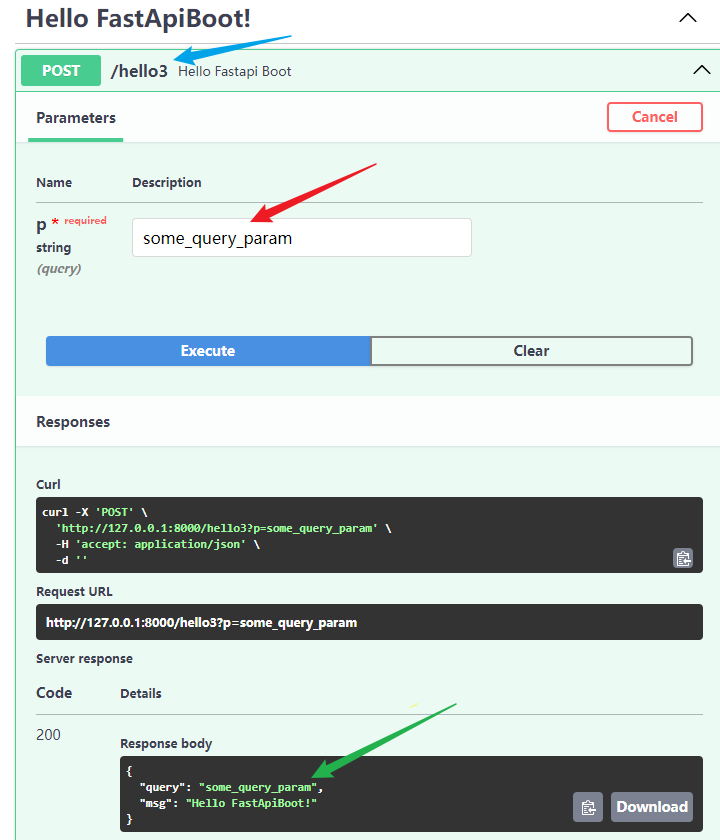 Hello FastApiBoot!
POST /hello3 Hello Fastapi Boot
Parameters Cancel
Name Description
p * required
string
(query)
some_query_param
Execute Clear
Responses
Curl
curl -X 'POST' \
'http://127.0.0.1:8000/hello3?p=some_query_param' \
-H 'accept: application/json' \
-d ''
Request URL
http://127.0.0.1:8000/hello3?p=some_query_param
Server response
Code Details
200
Response body
{
"query": "some_query_param",
"msg": "Hello FastApiBoot!"
}
Download